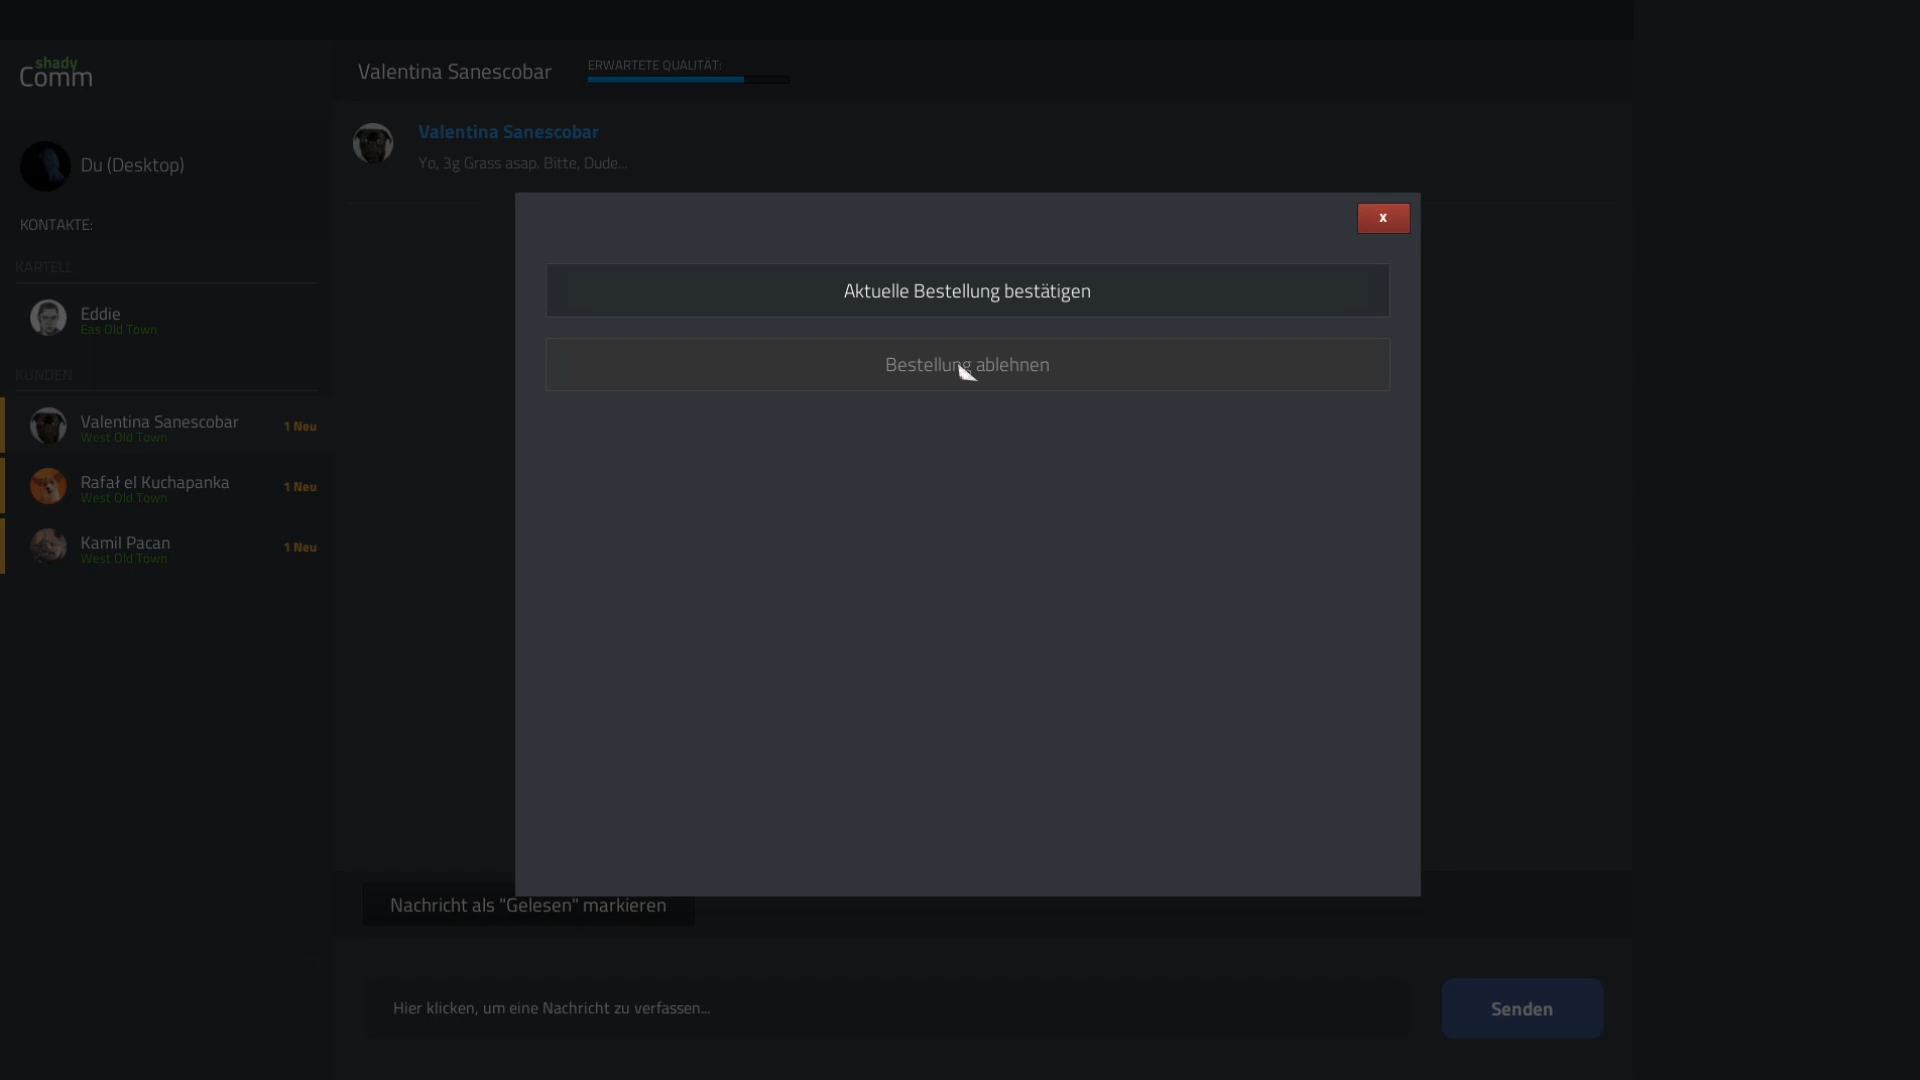 shady
Comm
Valentina Sanescobar
ERWARTETE QUALITÄT:
Du (Desktop)
KONTAKTE:
KARTELL
Eddie
Eas Old Town
KUNDEN
Valentina Sanescobar
West Old Town
1 Neu
Rafał el Kuchapanka
West Old Town
1 Neu
Kamil Pacan
West Old Town
1 Neu
Valentina Sanescobar
Yo, 3g Grass asap. Bitte, Dude...
x
Aktuelle Bestellung bestätigen
Bestellung ablehnen
Nachricht als "Gelesen" markieren
Hier klicken, um eine Nachricht zu verfassen...
Senden